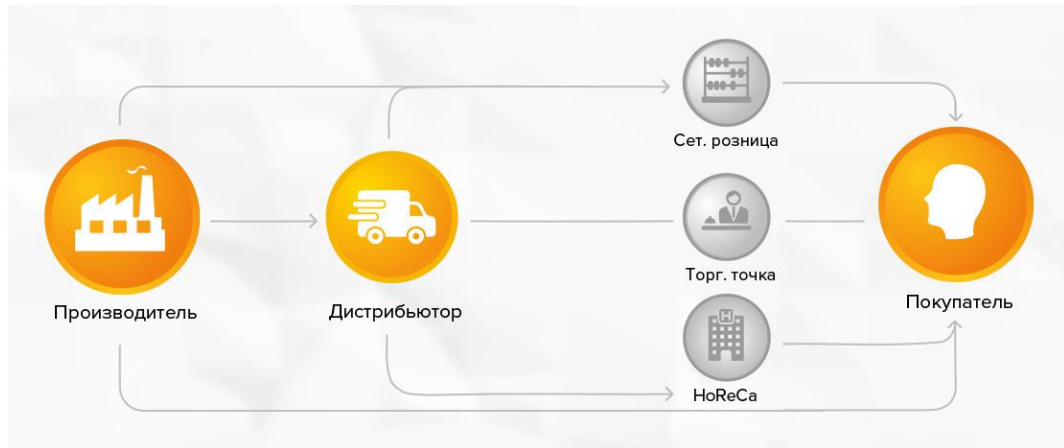 Сет. розница
Торг. точка
Производитель
Дистрибьютор
Покупатель
H
HoReCa